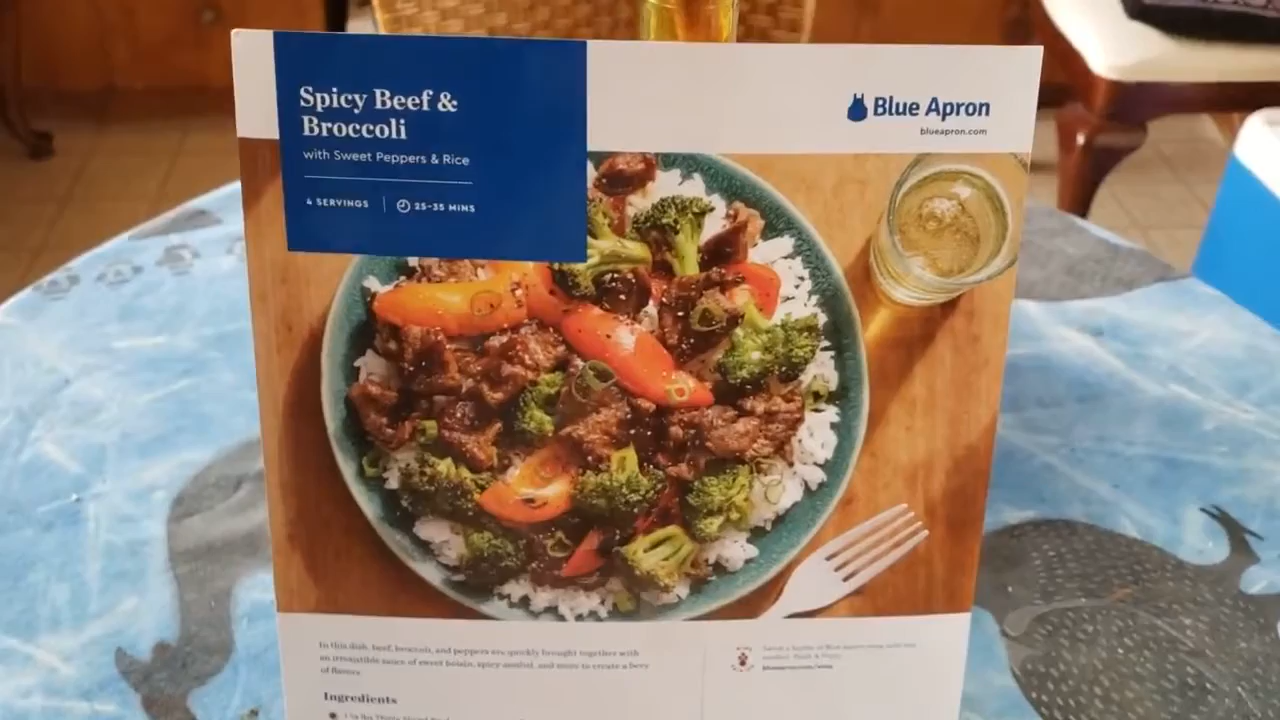 Spicy Beef &
Broccoli
with Sweet Peppers & Rice
4 SERVINGS
25-35 MINS
Blue Apron
blueapron.com
In this dish, beef, broccoli, and peppers are quickly brought together with
an irresistible sauce of sweet hoisin, spicy sambal, and more to create a bevy
of flavors.
Ingredients